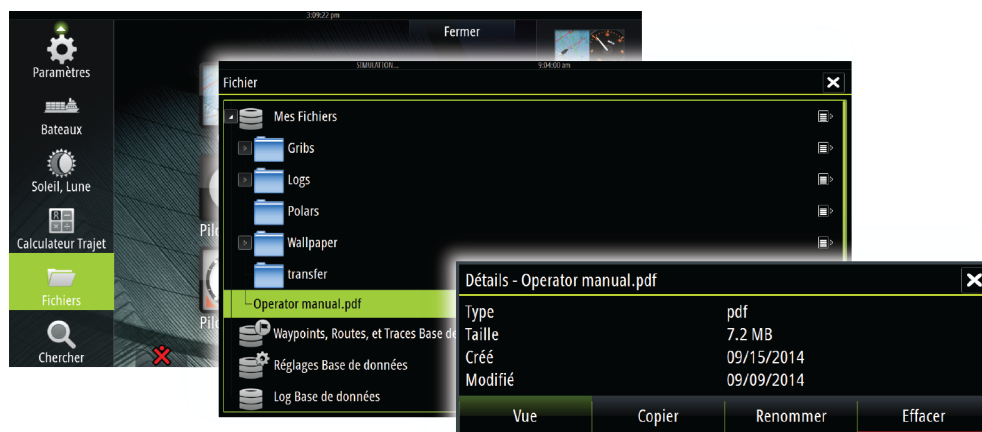 3:09:27 pm
Fermer
Paramètres
Bateaux
Soleil, Lune
Calculateur Trajet
Fichiers
Chercher
SIMULATION...
9:04:00 am
Fichier
Mes Fichiers
Gribs
Logs
Polars
Wallpaper
transfer
Operator manual.pdf
Waypoints, Routes, et Traces Base de
Réglages Base de données
Log Base de données
Détails - Operator manual.pdf
Type pdf
Taille 7.2 MB
Créé 09/15/2014
Modifié 09/09/2014
Vue Copier Renommer Effacer